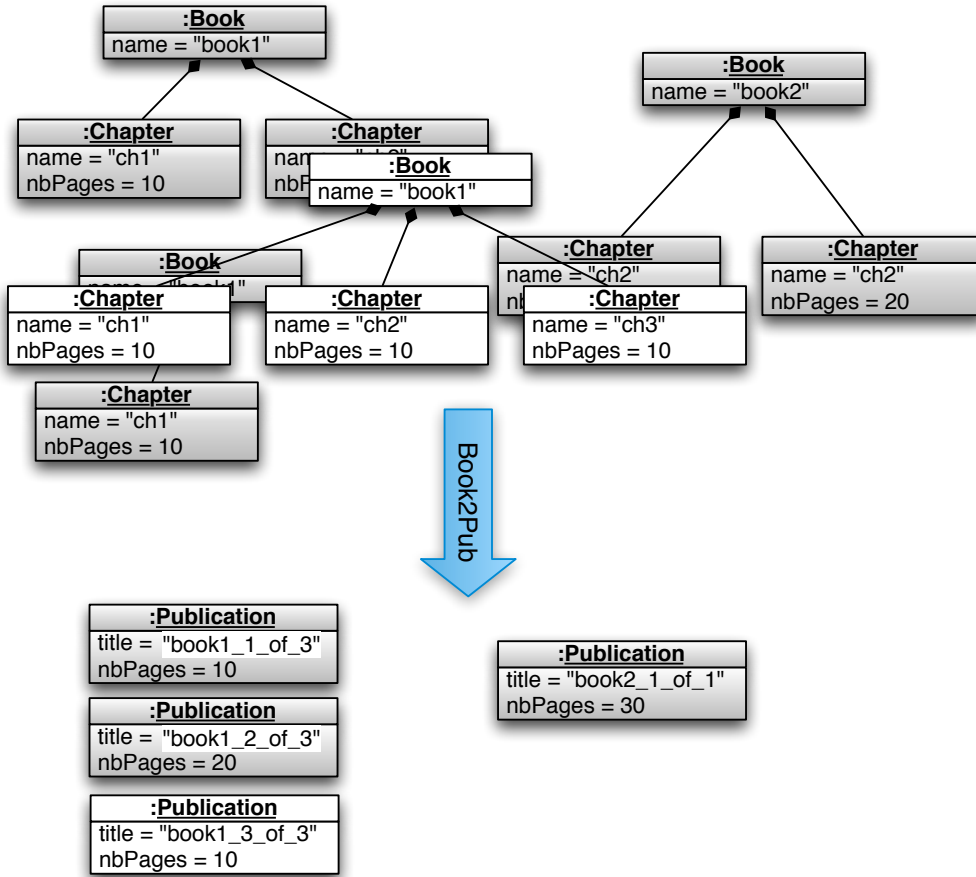 :Book
name = "book1"
:Book
name = "book2"
:Chapter
name = "ch1"
nbPages = 10
:Chapter
:Book
name = "book1"
:Chapter
name = "ch2"
:Chapter
name = "ch2"
nbPages = 20
:Book
:Chapter
name = "ch1"
nbPages = 10
:Chapter
name = "ch2"
nbPages = 10
:Chapter
name = "ch3"
nbPages = 10
:Chapter
name = "ch1"
nbPages = 10
Book2Pub
:Publication
title = "book1_1_of_3"
nbPages = 10
:Publication
title = "book1_2_of_3"
nbPages = 20
:Publication
title = "book1_3_of_3"
nbPages = 10
:Publication
title = "book2_1_of_1"
nbPages = 30